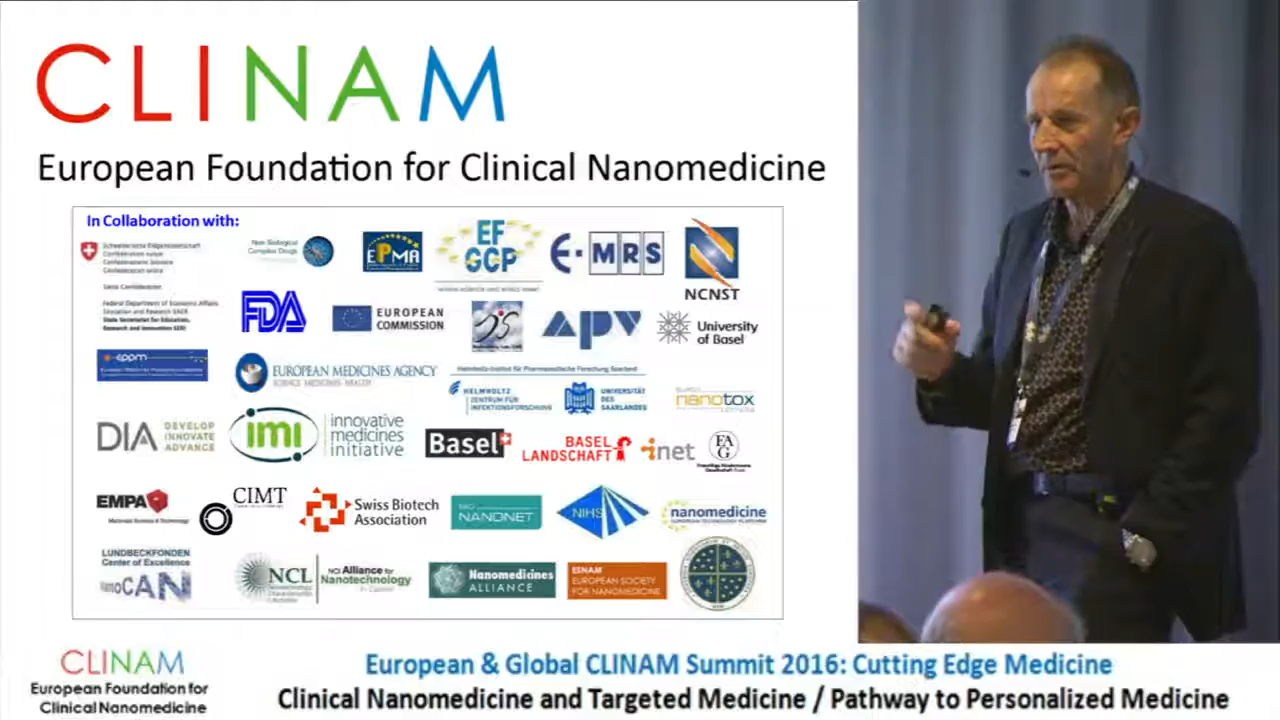 CLINAM
European Foundation for Clinical Nanomedicine
In Collaboration with:
Schweizerische Eidgenossenschaft
Confédération suisse
Confederazione Svizzera
Confederaziun svizra
Swiss Confederation
Federal Department of Economic Affairs
Education and Research EAER
State Secretariat for Education,
Research and Innovation SERI
Non Biological
Complex Drugs
EPMA
EF
GCP
E-MRS
NCNST
FDA
EUROPEAN
COMMISSION
apv
University
of Basel
EUROPEAN MEDICINES AGENCY
SCIENCE MEDICINES HEALTH
Helmholtz-Institut für Pharmazeutische Forschung Saarland
HELMHOLTZ
ZENTRUM FÜR
INFEKTIONSFORSCHUNG
UNIVERSITÄT
DES
SAARLANDES
nanotox
DIA
DEVELOP
INNOVATE
ADVANCE
imi
innovative
medicines
initiative
Basel
BASEL
LANDSCHAFT
i-net
FA
G
EMPA
Materials Science & Technology
CIMT
Swiss Biotech
Association
NANONET
NIHS
nanomedicine
EUROPEAN TECHNOLOGY PLATFORM
LUNDBECKFONDEN
Center of Excellence
NanoCAN
NCL
NCI Alliance for
Nanotechnology
in Cancer
Nanomedicines
ALLIANCE
ESNAM
EUROPEAN SOCIETY
FOR NANOMEDICINE
CLINAM
European Foundation for
Clinical Nanomedicine
European & Global CLINAM Summit 2016: Cutting Edge Medicine
Clinical Nanomedicine and Targeted Medicine / Pathway to Personalized Medicine